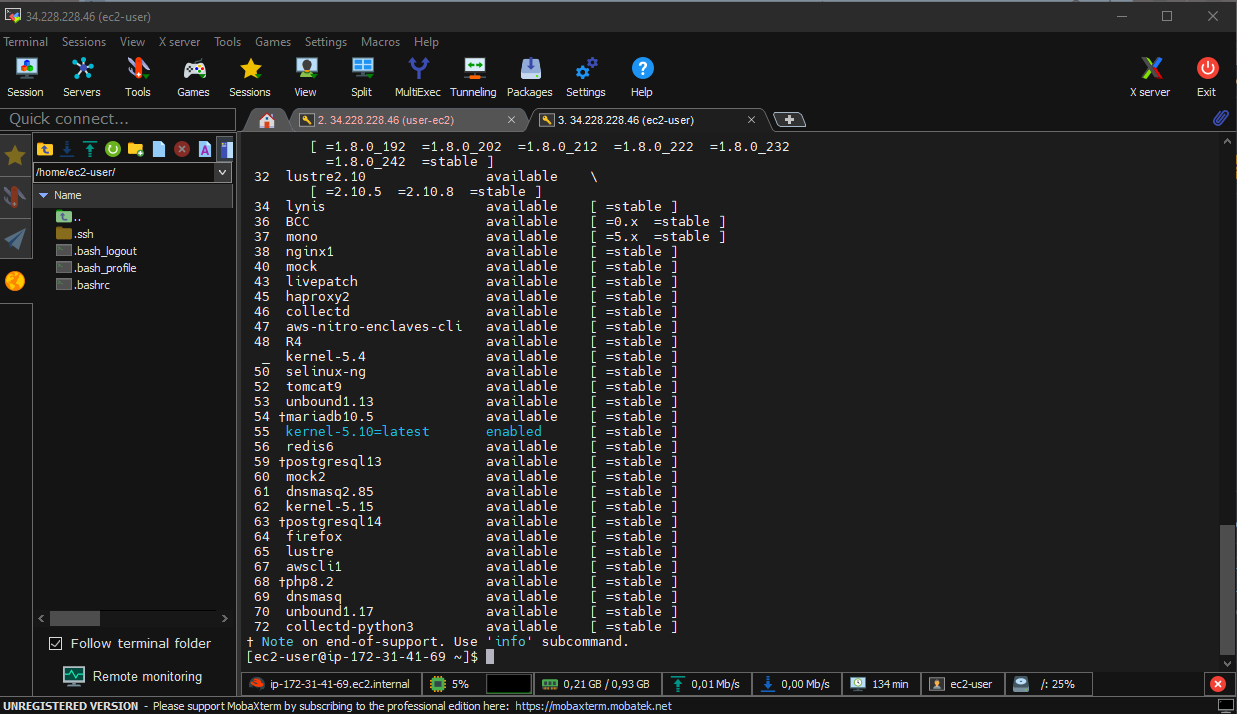 34.228.228.46 (ec2-user)
Terminal Sessions View X server Tools Games Settings Macros Help
Session Servers Tools Games Sessions View Split MultiExec Tunneling Packages Settings Help X server Exit
Quick connect...
2. 34.228.228.46 (user-ec2)
3. 34.228.228.46 (ec2-user)
/home/ec2-user/
Name
..
.ssh
.bash_logout
.bash_profile
.bashrc
Follow terminal folder
Remote monitoring
[ =1.8.0_192 =1.8.0_202 =1.8.0_212 =1.8.0_222 =1.8.0_232
=1.8.0_242 =stable ]
32 lustre2.10 available \
[ =2.10.5 =2.10.8 =stable ]
34 lynis available [ =stable ]
36 BCC available [ =0.x =stable ]
37 mono available [ =5.x =stable ]
38 nginx1 available [ =stable ]
40 mock available [ =stable ]
43 livepatch available [ =stable ]
45 haproxy2 available [ =stable ]
46 collectd available [ =stable ]
47 aws-nitro-enclaves-cli available [ =stable ]
48 R4 available [ =stable ]
_ kernel-5.4 available [ =stable ]
50 selinux-ng available [ =stable ]
52 tomcat9 available [ =stable ]
53 unbound1.13 available [ =stable ]
54 †mariadb10.5 available [ =stable ]
55 kernel-5.10=latest enabled [ =stable ]
56 redis6 available [ =stable ]
59 †postgresql13 available [ =stable ]
60 mock2 available [ =stable ]
61 dnsmasq2.85 available [ =stable ]
62 kernel-5.15 available [ =stable ]
63 †postgresql14 available [ =stable ]
64 firefox available [ =stable ]
65 lustre available [ =stable ]
67 awscli1 available [ =stable ]
68 †php8.2 available [ =stable ]
69 dnsmasq available [ =stable ]
70 unbound1.17 available [ =stable ]
72 collectd-python3 available [ =stable ]
† Note on end-of-support. Use 'info' subcommand.
[ec2-user@ip-172-31-41-69 ~]$
ip-172-31-41-69.ec2.internal 5% 0,21 GB / 0,93 GB 0,01 Mb/s 0,00 Mb/s 134 min ec2-user /: 25%
UNREGISTERED VERSION - Please support MobaXterm by subscribing to the professional edition here: https://mobaxterm.mobatek.net